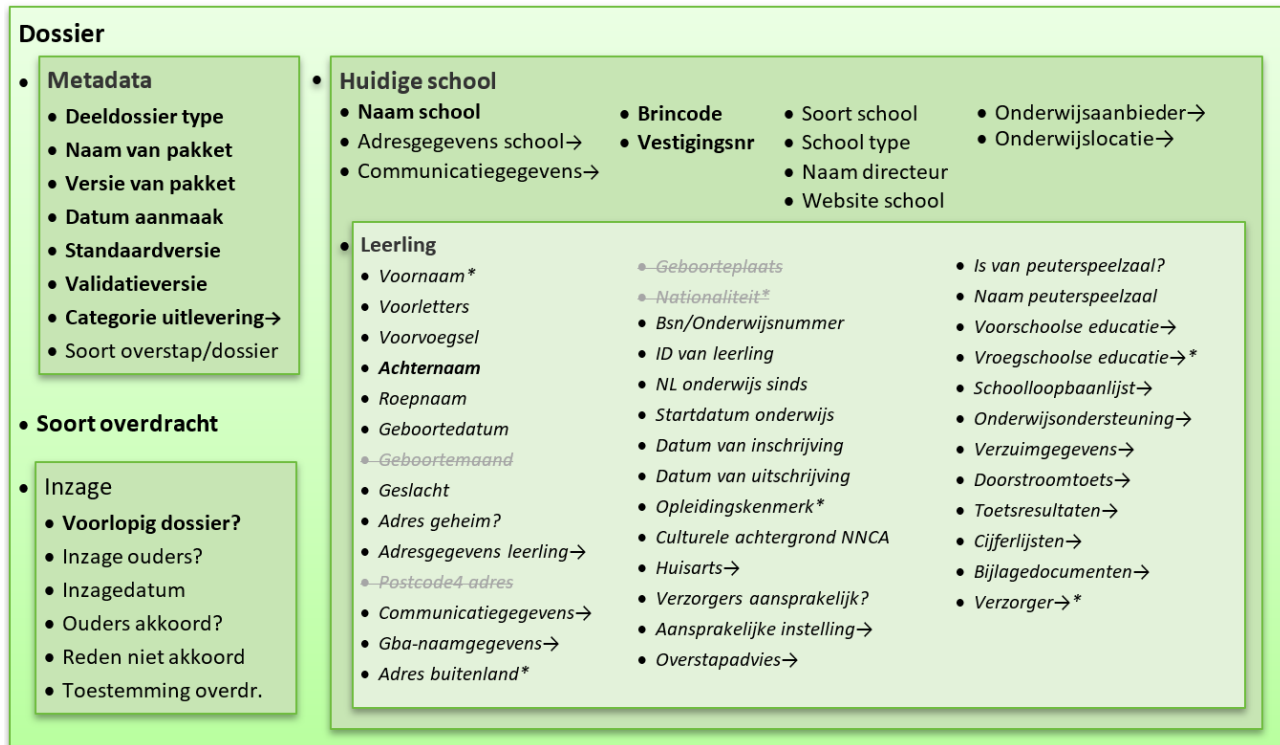 Dossier
• Metadata
• Deeldossier type
• Naam van pakket
• Versie van pakket
• Datum aanmaak
• Standaardversie
• Validatieversie
• Categorie uitlevering→
• Soort overstap/dossier
• Soort overdracht
• Inzage
• Voorlopig dossier?
• Inzage ouders?
• Inzagedatum
• Ouders akkoord?
• Reden niet akkoord
• Toestemming overdr.
• Huidige school
• Naam school
• Adresgegevens school→
• Communicatiegegevens→
• Brincode
• Vestigingsnr
• Soort school
• School type
• Naam directeur
• Website school
• Onderwijsaanbieder→
• Onderwijslocatie→
• Leerling
• Voornaam*
• Voorletters
• Voorvoegsel
• Achternaam
• Roepnaam
• Geboortedatum
• Geboortemaand
• Geslacht
• Adres geheim?
• Adresgegevens leerling→
• Postcode4 adres
• Communicatiegegevens→
• Gba-naamgegevens→
• Adres buitenland*
• Geboorteplaats
• Nationaliteit*
• Bsn/Onderwijsnummer
• ID van leerling
• NL onderwijs sinds
• Startdatum onderwijs
• Datum van inschrijving
• Datum van uitschrijving
• Opleidingskenmerk*
• Culturele achtergrond NNCA
• Huisarts→
• Verzorgers aansprakelijk?
• Aansprakelijke instelling→
• Overstapadvies→
• Is van peuterspeelzaal?
• Naam peuterspeelzaal
• Voorschoolse educatie→
• Vroegschoolse educatie→*
• Schoolloopbaanlijst→
• Onderwijsondersteuning→
• Verzuimgegevens→
• Doorstroomtoets→
• Toetsresultaten→
• Cijferlijsten→
• Bijlagedocumenten→
• Verzorger→*